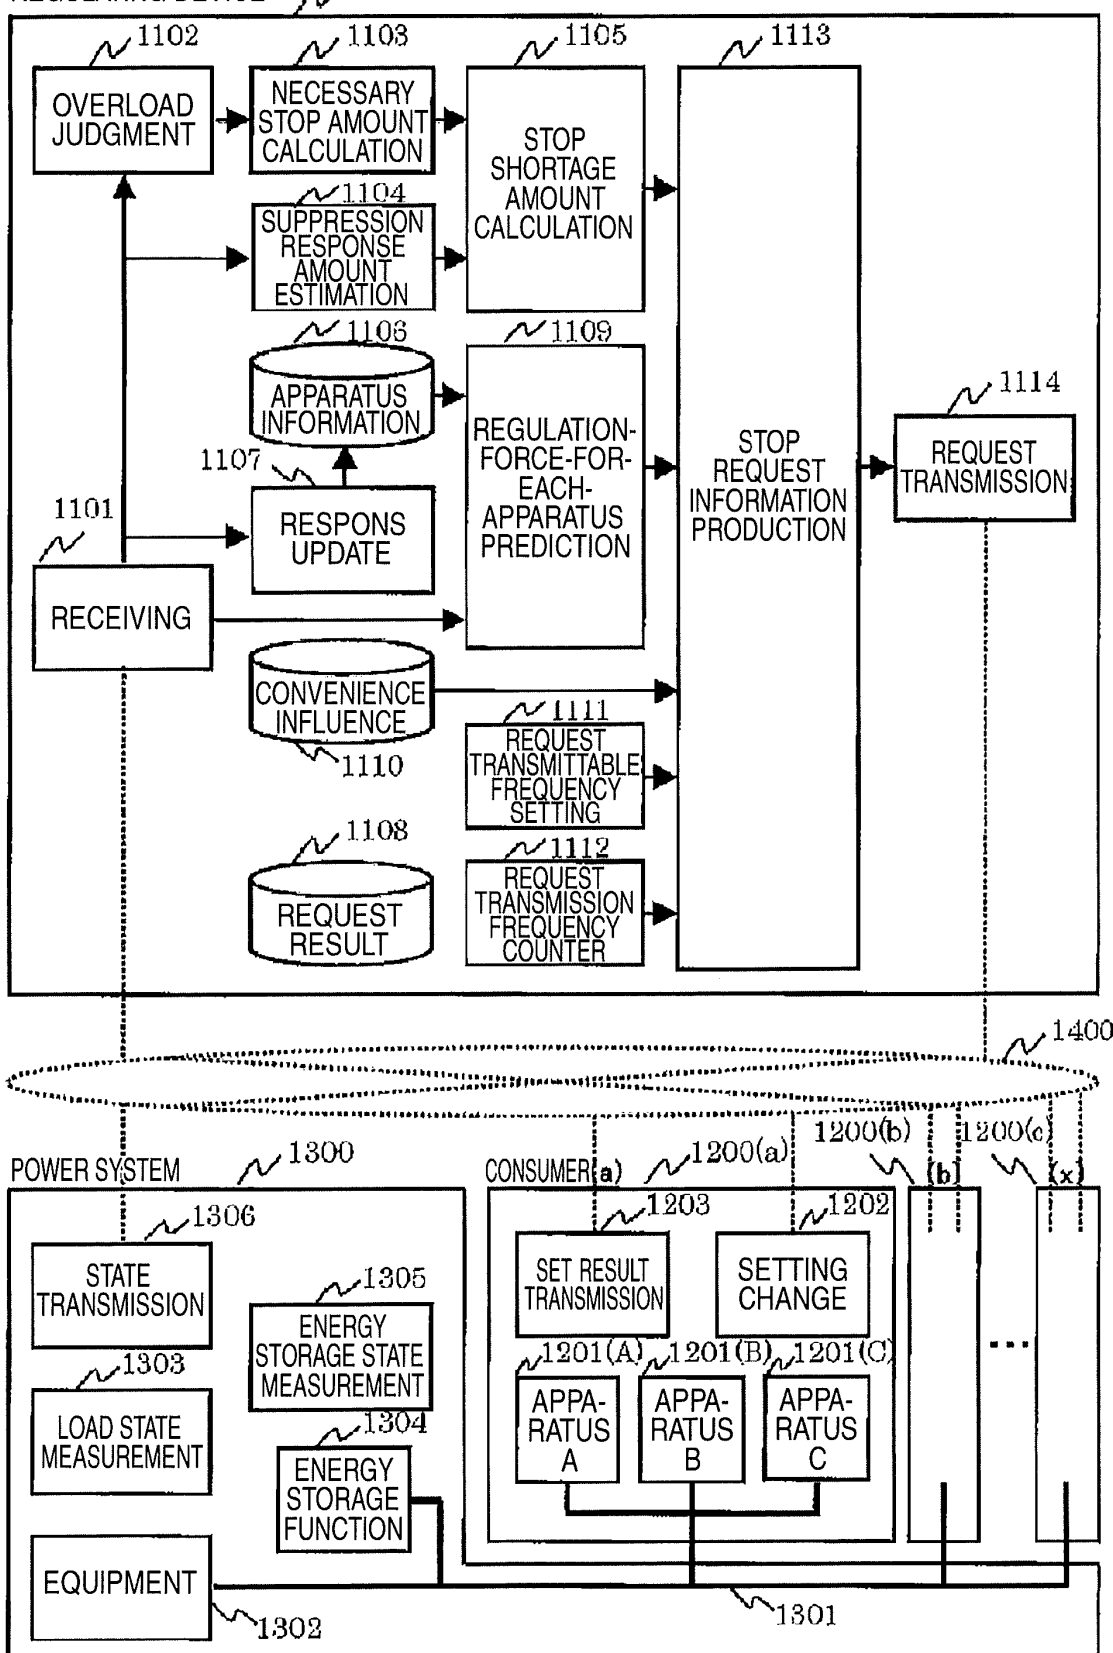 1102
1103
1105
1113
OVERLOAD
JUDGMENT
NECESSARY
STOP AMOUNT
CALCULATION
STOP
SHORTAGE
AMOUNT
CALCULATION
1104
SUPPRESSION
RESPONSE
AMOUNT
ESTIMATION
1106
APPARATUS
INFORMATION
1109
REGULATION-
FORCE-FOR-
EACH-
APPARATUS
PREDICTION
STOP
REQUEST
INFORMATION
PRODUCTION
1114
REQUEST
TRANSMISSION
1107
RESPONS
UPDATE
1101
RECEIVING
CONVENIENCE
INFLUENCE
1110
1111
REQUEST
TRANSMITTABLE
FREQUENCY
SETTING
1108
REQUEST
RESULT
1112
REQUEST
TRANSMISSION
FREQUENCY
COUNTER
1400
POWER SYSTEM
1300
CONSUMER(a)
1200(a)
1200(b)
(b)
1200(c)
(x)
1306
STATE
TRANSMISSION
1305
ENERGY
STORAGE STATE
MEASUREMENT
1303
LOAD STATE
MEASUREMENT
1304
ENERGY
STORAGE
FUNCTION
EQUIPMENT
1302
1203
SET RESULT
TRANSMISSION
1202
SETTING
CHANGE
1201(A)
APPA-
RATUS
A
1201(B)
APPA-
RATUS
B
1201(C)
APPA-
RATUS
C
...
1301